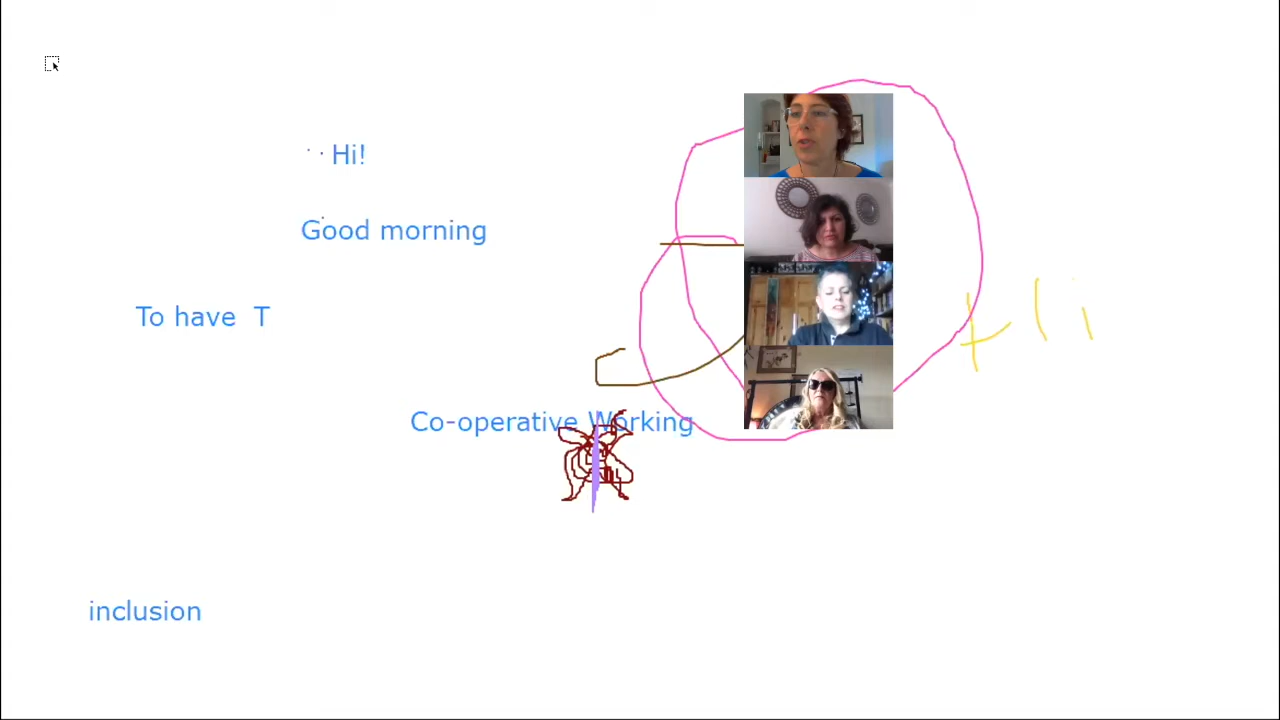 Hi!
Good morning
To have T
Co-operative Working
inclusion